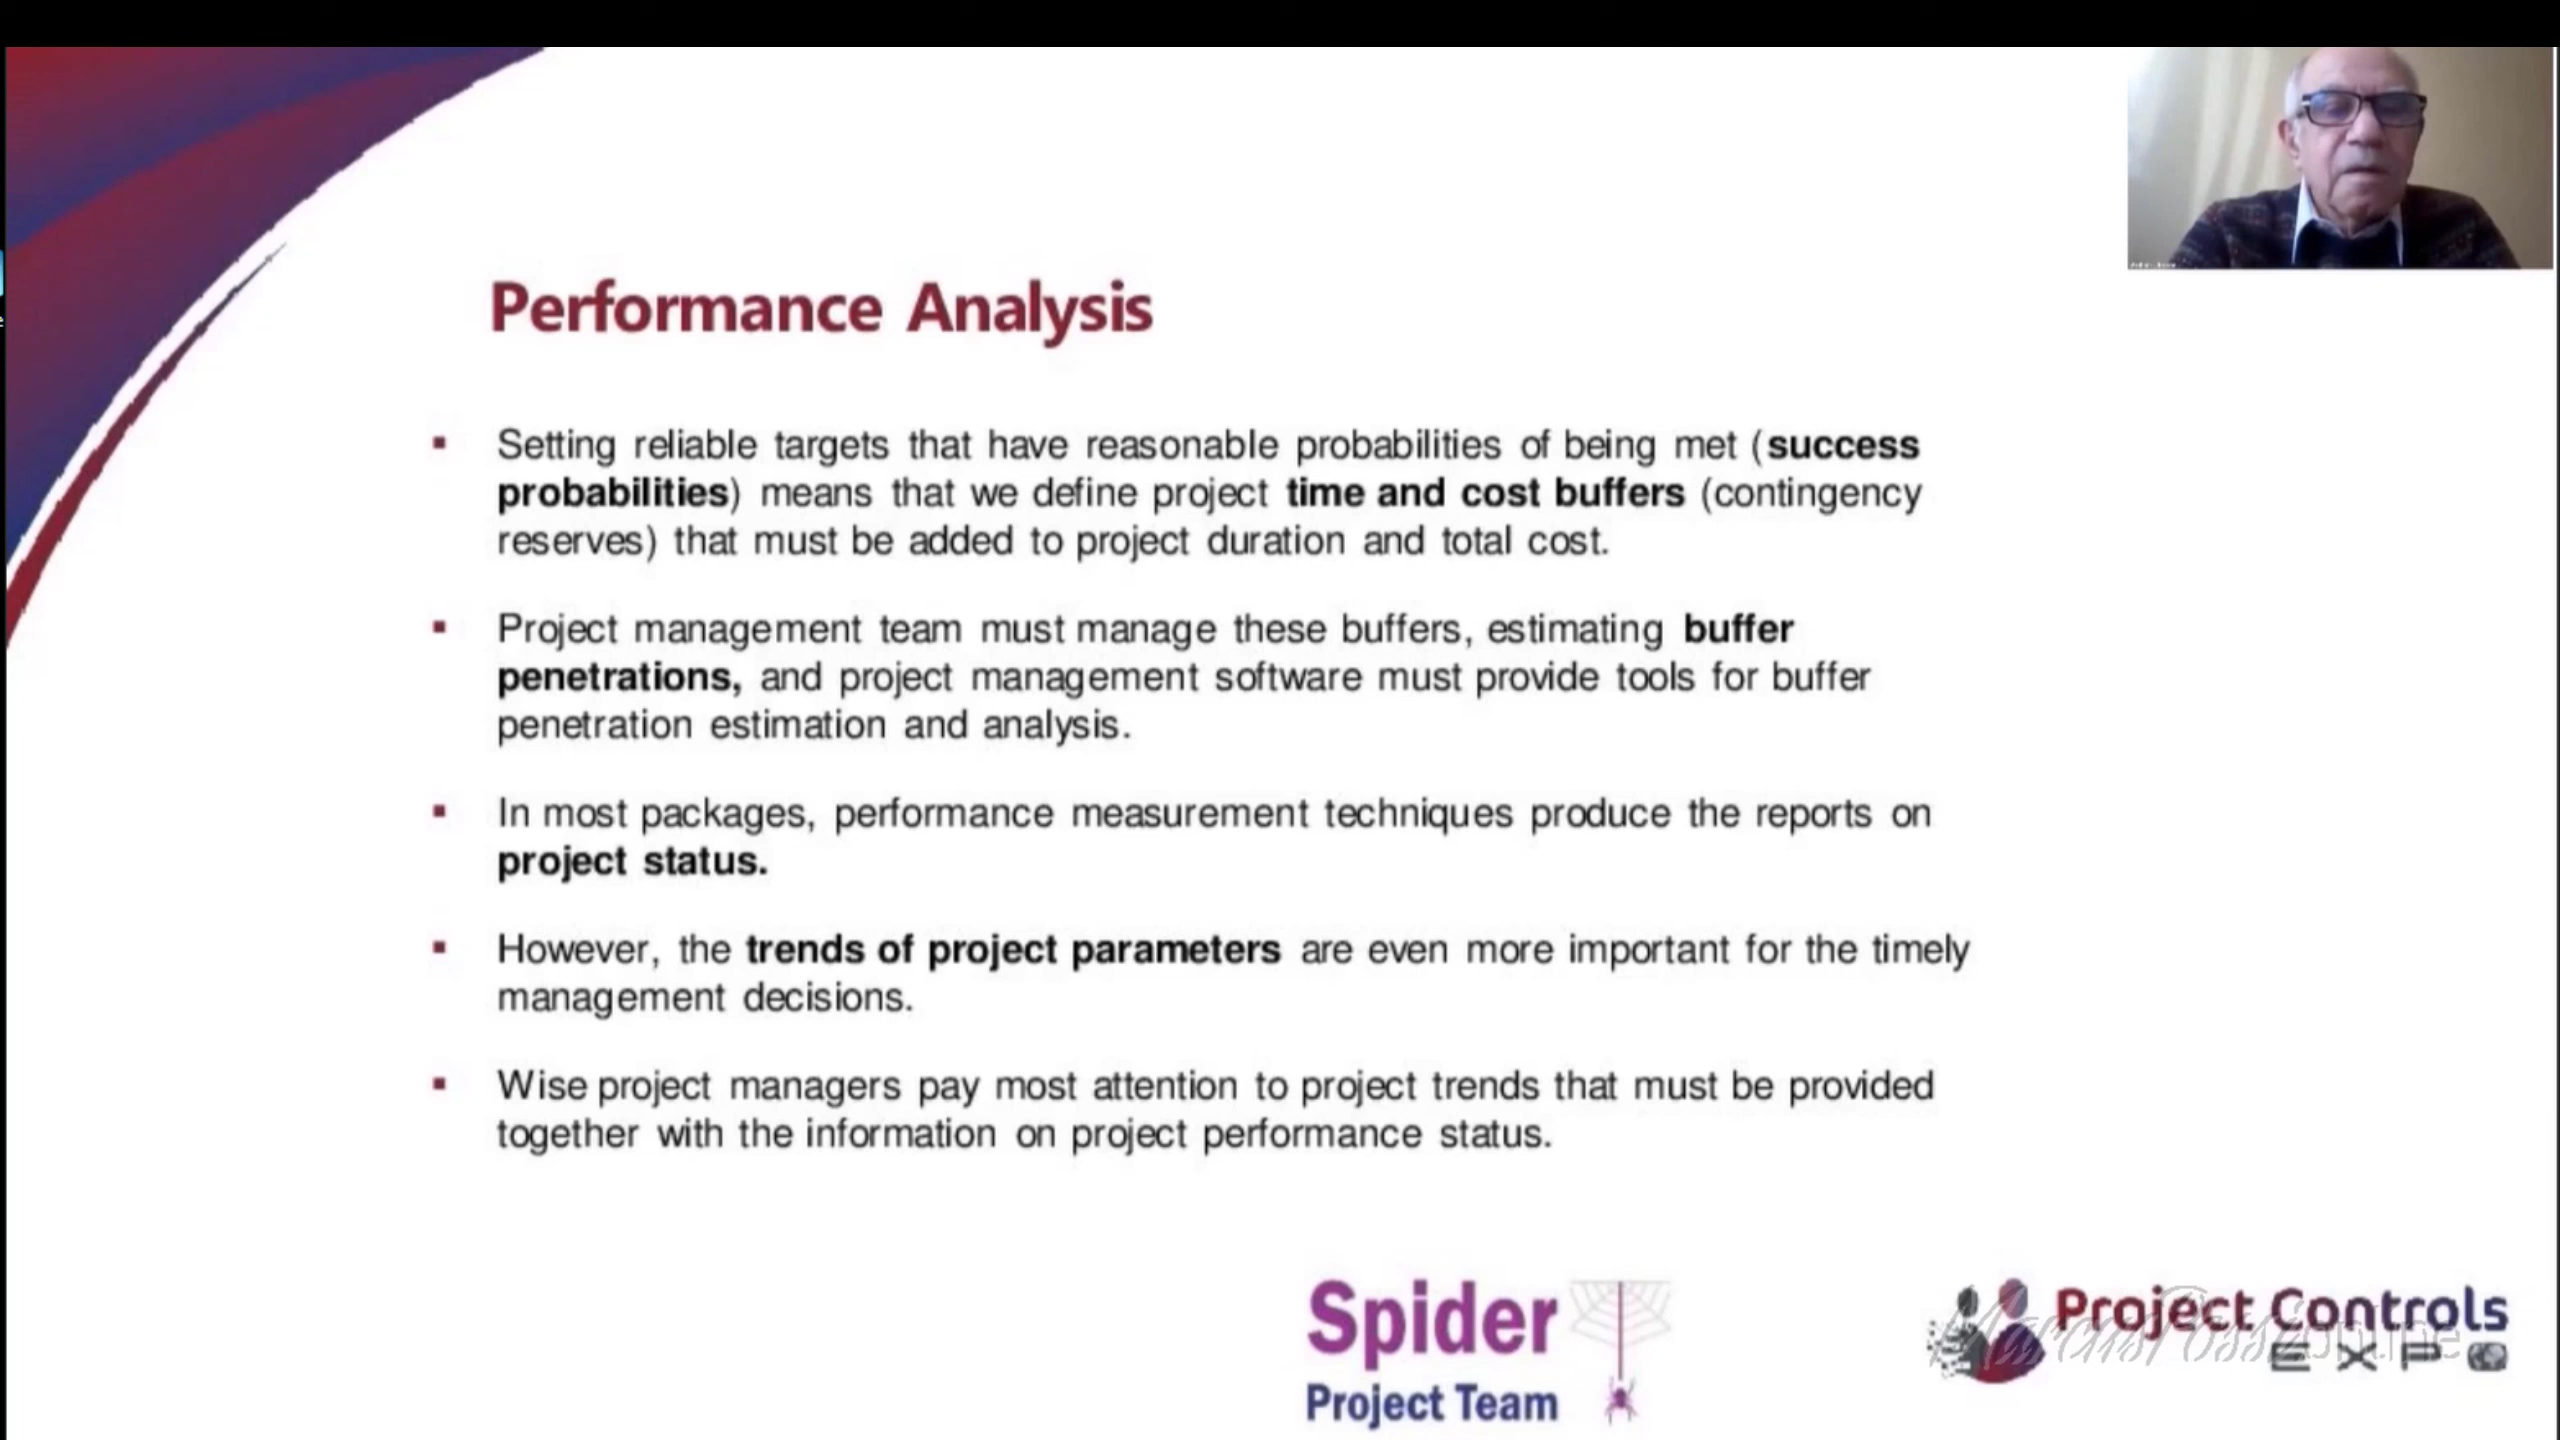 Performance Analysis
▪ Setting reliable targets that have reasonable probabilities of being met (success
probabilities) means that we define project time and cost buffers (contingency
reserves) that must be added to project duration and total cost.
▪ Project management team must manage these buffers, estimating buffer
penetrations, and project management software must provide tools for buffer
penetration estimation and analysis.
▪ In most packages, performance measurement techniques produce the reports on
project status.
▪ However, the trends of project parameters are even more important for the timely
management decisions.
▪ Wise project managers pay most attention to project trends that must be provided
together with the information on project performance status.
Spider
Project Team
Project Controls
EXPO